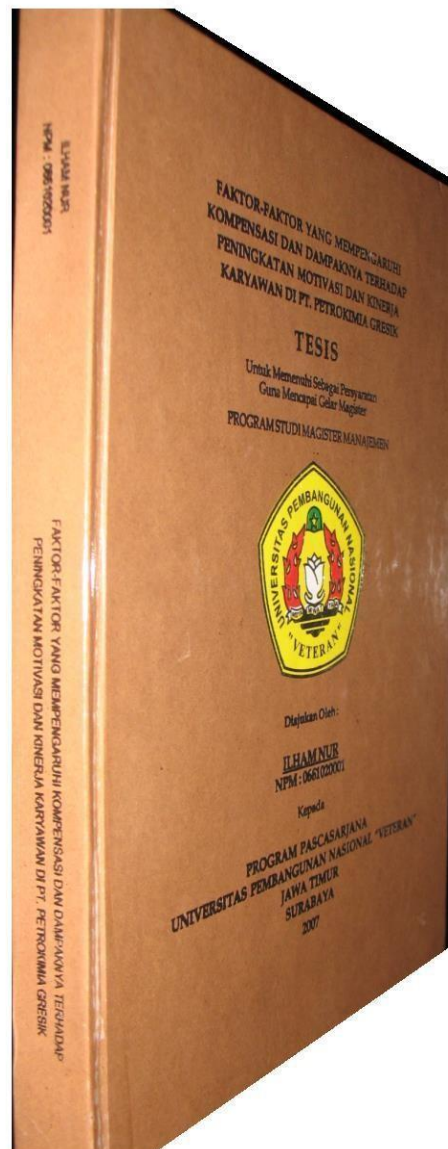 ILHAM NUR
NPM : 0661020001
FAKTOR-FAKTOR YANG MEMPENGARUHI KOMPENSASI DAN DAMPAKNYA TERHADAP
PENINGKATAN MOTIVASI DAN KINERJA KARYAWAN DI PT. PETROKIMIA GRESIK
FAKTOR-FAKTOR YANG MEMPENGARUHI
KOMPENSASI DAN DAMPAKNYA TERHADAP
PENINGKATAN MOTIVASI DAN KINERJA
KARYAWAN DI PT. PETROKIMIA GRESIK
TESIS
Untuk Memenuhi Sebagai Persyaratan
Guna Mencapai Gelar Magister
PROGRAM STUDI MAGISTER MANAJEMEN
UNIVERSITAS PEMBANGUNAN NASIONAL
"VETERAN"
Diajukan Oleh :
ILHAM NUR
NPM : 0661020001
Kepada
PROGRAM PASCASARJANA
UNIVERSITAS PEMBANGUNAN NASIONAL "VETERAN"
JAWA TIMUR
SURABAYA
2007